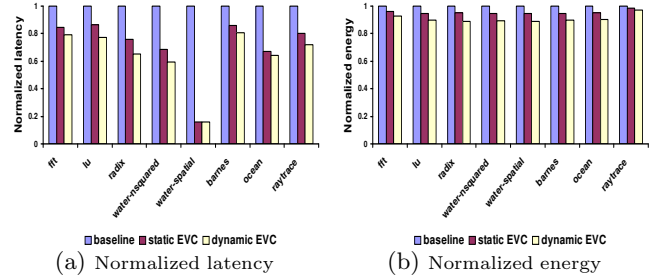 Normalized latency
1
0.8
0.6
0.4
0.2
0
fft
lu
radix
water-nsquared
water-spatial
barnes
ocean
raytrace
baseline static EVC dynamic EVC
(a) Normalized latency
Normalized energy
1
0.8
0.6
0.4
0.2
0
fft
lu
radix
water-nsquared
water-spatial
barnes
ocean
raytrace
baseline static EVC dynamic EVC
(b) Normalized energy